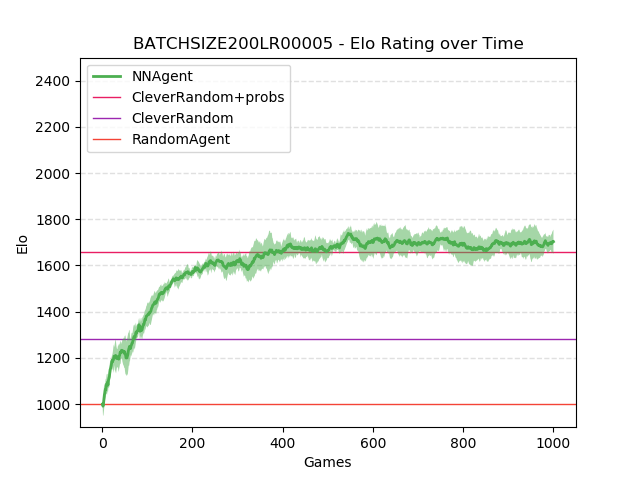 BATCHSIZE200LR00005 - Elo Rating over Time
NNAgent
CleverRandom+probs
CleverRandom
RandomAgent
Elo
2400
2200
2000
1800
1600
1400
1200
1000
0 200 400 600 800 1000
Games